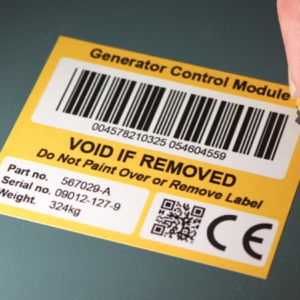 Generator Control Module
004578210325 054604559
VOID IF REMOVED
Do Not Paint Over or Remove Label
Part no. 567029-A
Serial no. 09012-127-9
Weight. 324kg
CE